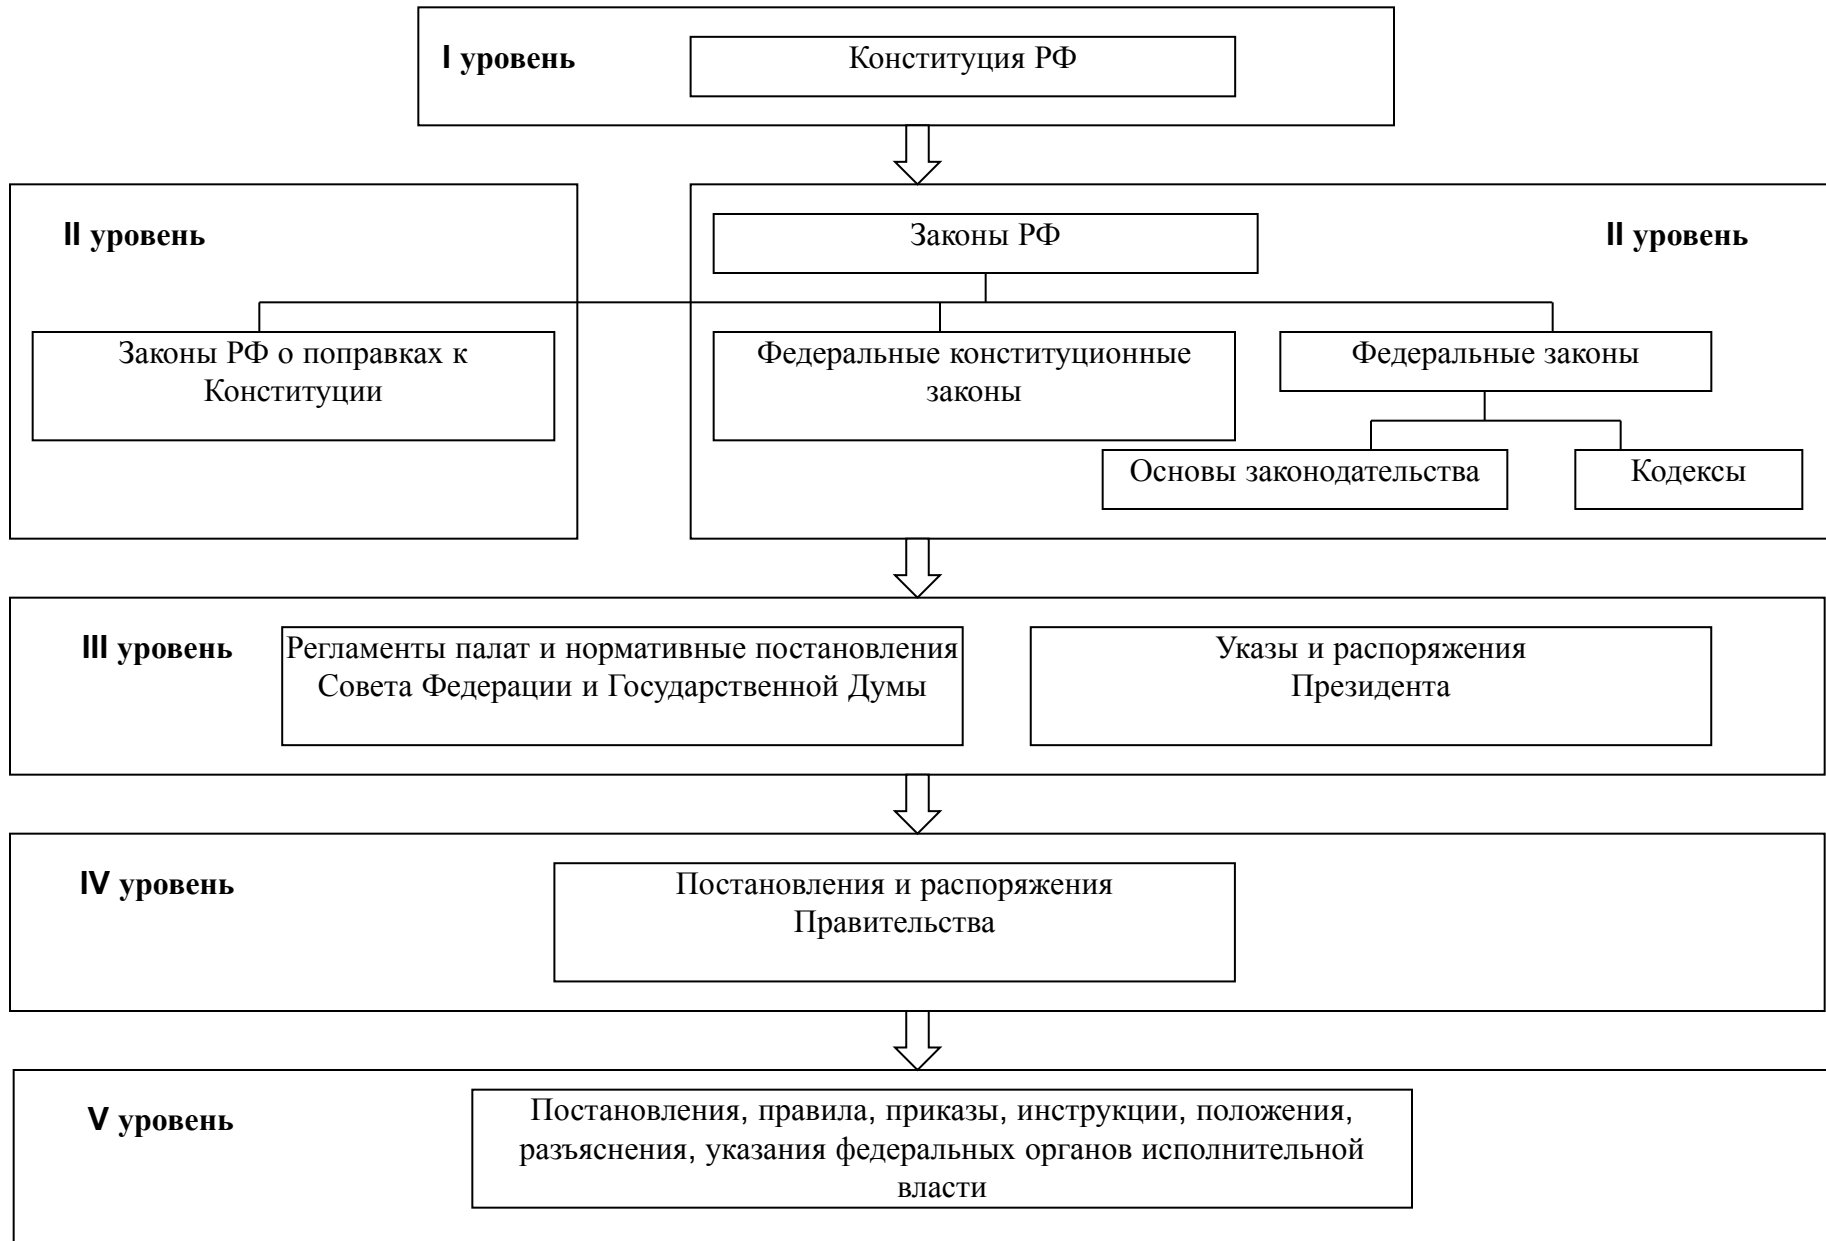 I уровень
Конституция РФ
II уровень
Законы РФ
II уровень
Законы РФ о поправках к
Конституции
Федеральные конституционные
законы
Федеральные законы
Основы законодательства
Кодексы
III уровень
Регламенты палат и нормативные постановления
Совета Федерации и Государственной Думы
Указы и распоряжения
Президента
IV уровень
Постановления и распоряжения
Правительства
V уровень
Постановления, правила, приказы, инструкции, положения,
разъяснения, указания федеральных органов исполнительной
власти